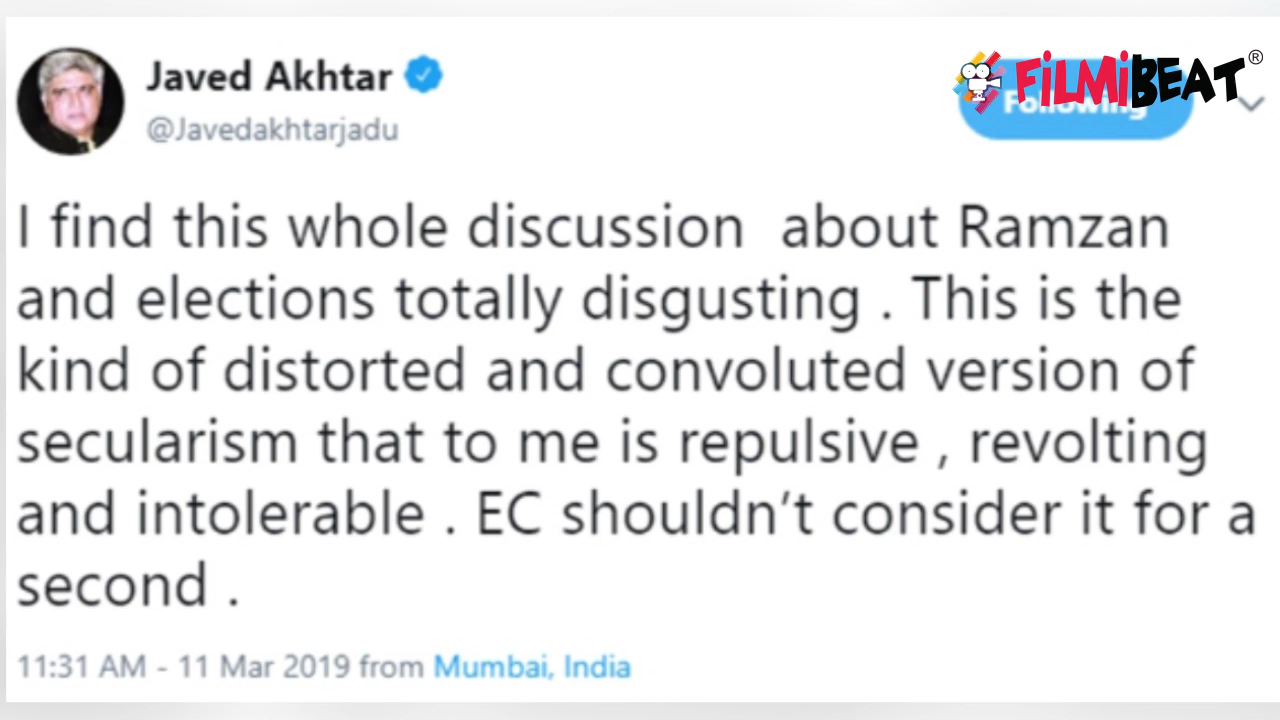 Javed Akhtar
@Javedakhtarjadu
FiLMiBEAT®
Following
I find this whole discussion  about Ramzan
and elections totally disgusting . This is the
kind of distorted and convoluted version of
secularism that to me is repulsive , revolting
and intolerable . EC shouldn’t consider it for a
second .
11:31 AM - 11 Mar 2019 from Mumbai, India